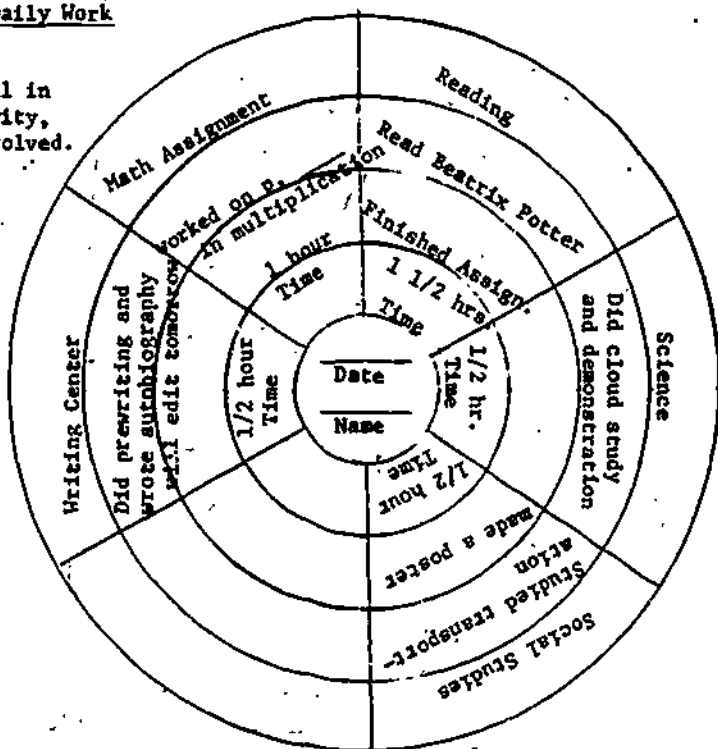 aily Work
l in
rity,
volved.
Math Assignment
worked on p.
in multiplication
1 hour
Time
Reading
Read Beatrix Potter
Finished Assign.
1 1/2 hrs.
Time
Science
Did cloud study
and demonstration
1/2 hr.
Time
Social Studies
Studied transport-
ation
made a poster
1/2 hour
Time
Writing Center
Did prewriting and
wrote autobiography
will edit tomorrow
1/2 hour
Time
Date
Name